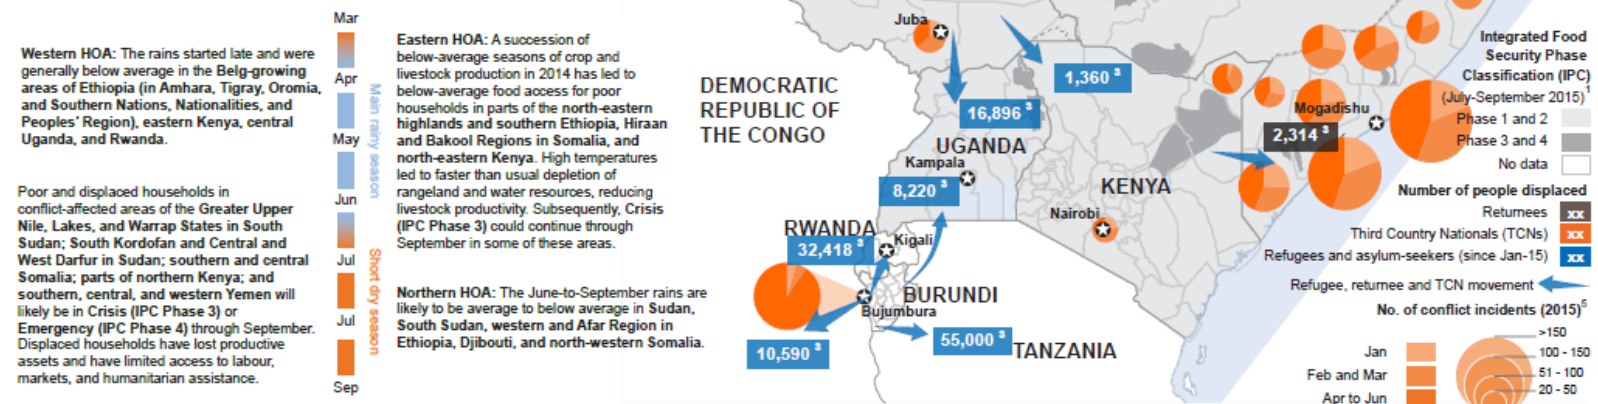 Western HOA: The rains started late and were
generally below average in the Belg-growing
areas of Ethiopia (in Amhara, Tigray, Oromia,
and Southern Nations, Nationalities, and
Peoples' Region), eastern Kenya, central
Uganda, and Rwanda.
Poor and displaced households in
conflict-affected areas of the Greater Upper
Nile, Lakes, and Warrap States in South
Sudan; South Kordofan and Central and
West Darfur in Sudan; southern and central
Somalia; parts of northern Kenya; and
southern, central, and western Yemen will
likely be in Crisis (IPC Phase 3) or
Emergency (IPC Phase 4) through September.
Displaced households have lost productive
assets and have limited access to labour,
markets, and humanitarian assistance.
Mar
Apr
May
Jun
Jul
Jul
Sep
Main rainy season
Short dry season
Eastern HOA: A succession of
below-average seasons of crop and
livestock production in 2014 has led to
below-average food access for poor
households in parts of the north-eastern
highlands and southern Ethiopia, Hiraan
and Bakool Regions in Somalia, and
north-eastern Kenya. High temperatures
led to faster than usual depletion of
rangeland and water resources, reducing
livestock productivity. Subsequently, Crisis
(IPC Phase 3) could continue through
September in some of these areas.
Northern HOA: The June-to-September rains are
likely to be average to below average in Sudan,
South Sudan, western and Afar Region in
Ethiopia, Djibouti, and north-western Somalia.
DEMOCRATIC
REPUBLIC OF
THE CONGO
Juba
1,360 3
16,896 3
UGANDA
Kampala
8,220 3
KENYA
Nairobi
Mogadishu
2,314 3
RWANDA
32,418 3
Kigali
BURUNDI
Bujumbura
10,590 3
55,000 3
TANZANIA
Integrated Food
Security Phase
Classification (IPC)
(July-September 2015)1
Phase 1 and 2
Phase 3 and 4
No data
Number of people displaced
Returnees xx
Third Country Nationals (TCNs) xx
Refugees and asylum-seekers (since Jan-15) xx
Refugee, returnee and TCN movement
No. of conflict incidents (2015)5
>150
Jan 100 - 150
Feb and Mar 51 - 100
20 - 50
Apr to Jun